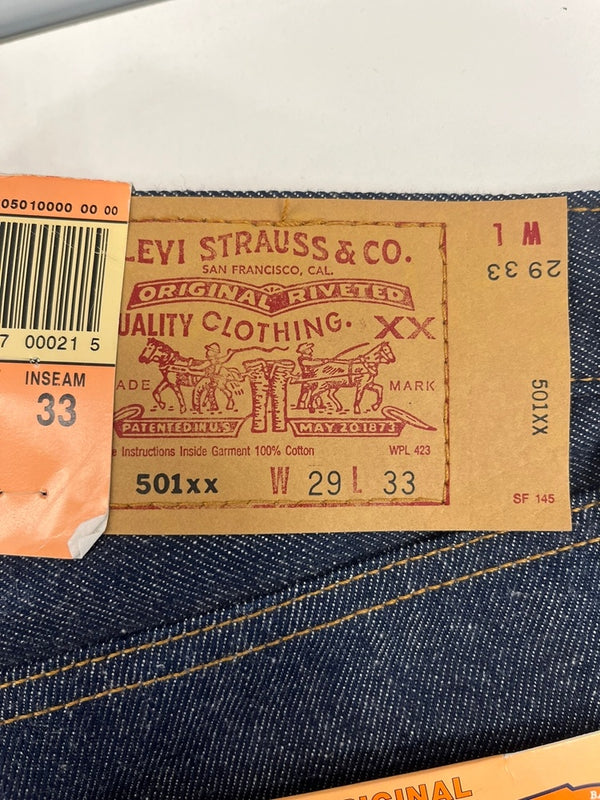 05010000 00 00
7 00021 5
INSEAM
33
LEVI STRAUSS & CO.
SAN FRANCISCO, CAL.
ORIGINAL RIVETED
QUALITY CLOTHING. XX
ADE MARK
PATENTED IN U.S. MAY 20 1873
e Instructions Inside Garment 100% Cotton WPL 423
501xx W 29 L 33
W L
29 33
501XX
SF 145
ORIGINAL